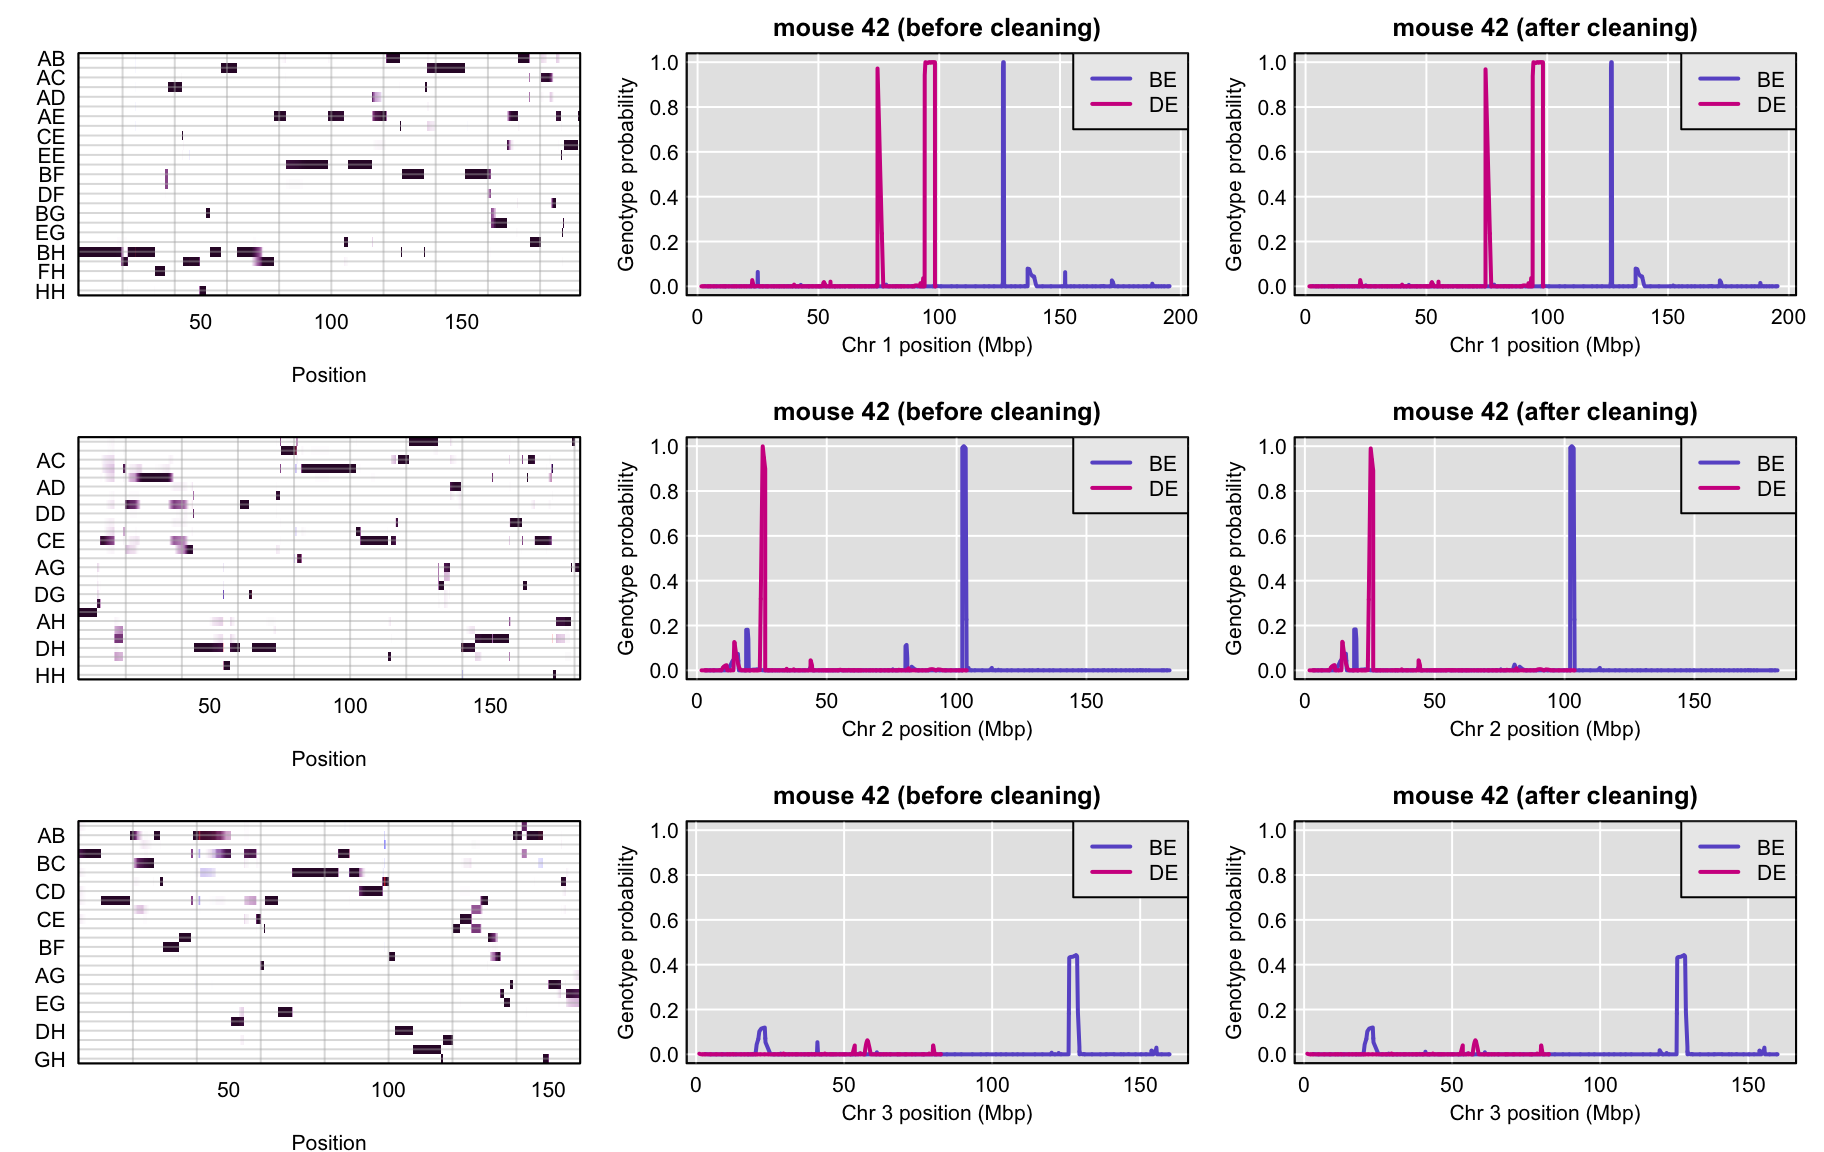 mouse 42 (before cleaning)
mouse 42 (after cleaning)
AB
AC
AD
AE
CE
EE
BF
DF
BG
EG
BH
FH
HH
50 100 150
Position
Genotype probability
1.0
0.8
0.6
0.4
0.2
0.0
BE
DE
0 50 100 150 200
Chr 1 position (Mbp)
Genotype probability
1.0
0.8
0.6
0.4
0.2
0.0
BE
DE
0 50 100 150 200
Chr 1 position (Mbp)
mouse 42 (before cleaning)
mouse 42 (after cleaning)
AC
AD
DD
CE
AG
DG
AH
DH
HH
50 100 150
Position
Genotype probability
1.0
0.8
0.6
0.4
0.2
0.0
BE
DE
0 50 100 150
Chr 2 position (Mbp)
Genotype probability
1.0
0.8
0.6
0.4
0.2
0.0
BE
DE
0 50 100 150
Chr 2 position (Mbp)
mouse 42 (before cleaning)
mouse 42 (after cleaning)
AB
BC
CD
CE
BF
AG
EG
DH
GH
50 100 150
Position
Genotype probability
1.0
0.8
0.6
0.4
0.2
0.0
BE
DE
0 50 100 150
Chr 3 position (Mbp)
Genotype probability
1.0
0.8
0.6
0.4
0.2
0.0
BE
DE
0 50 100 150
Chr 3 position (Mbp)